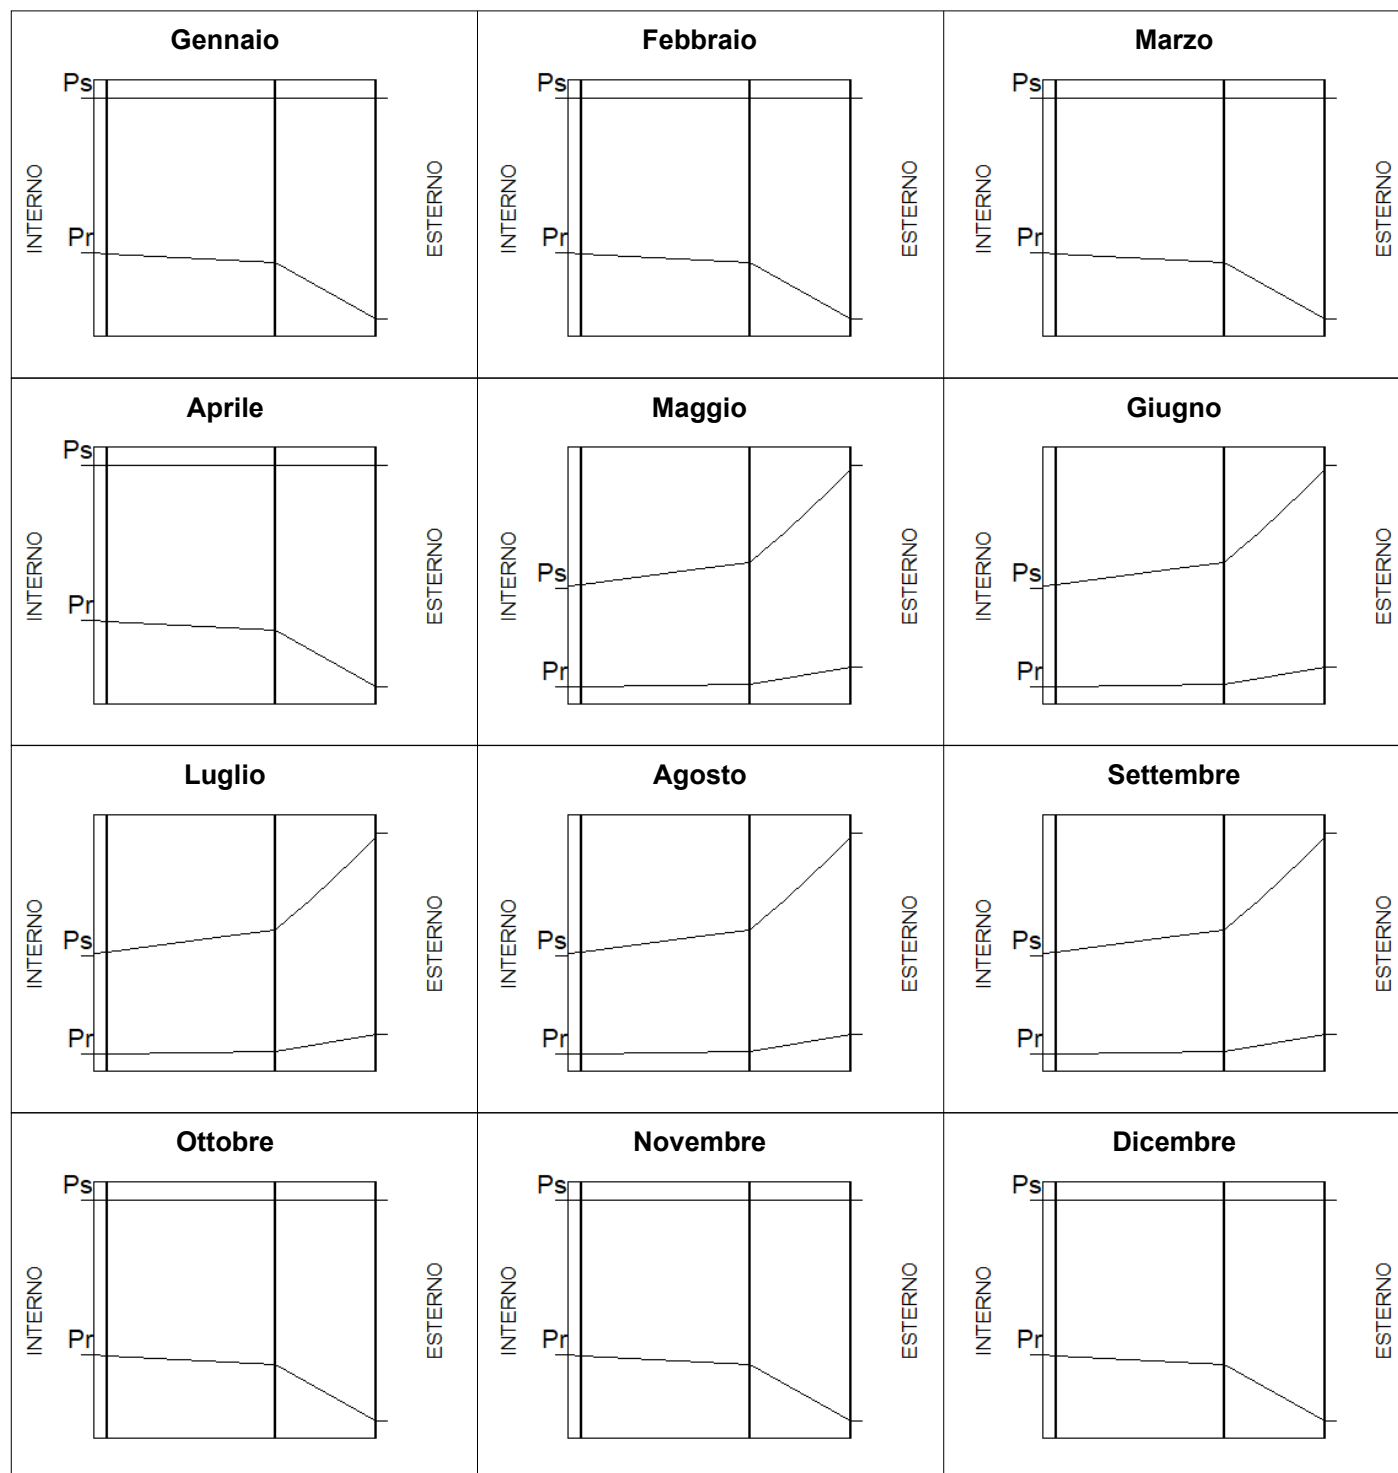 Gennaio
Ps
INTERNO
ESTERNO
Pr
Febbraio
Ps
INTERNO
ESTERNO
Pr
Marzo
Ps
INTERNO
ESTERNO
Pr
Aprile
Ps
INTERNO
ESTERNO
Pr
Maggio
INTERNO
ESTERNO
Ps
Pr
Giugno
INTERNO
ESTERNO
Ps
Pr
Luglio
INTERNO
ESTERNO
Ps
Pr
Agosto
INTERNO
ESTERNO
Ps
Pr
Settembre
INTERNO
ESTERNO
Ps
Pr
Ottobre
Ps
INTERNO
ESTERNO
Pr
Novembre
Ps
INTERNO
ESTERNO
Pr
Dicembre
Ps
INTERNO
ESTERNO
Pr